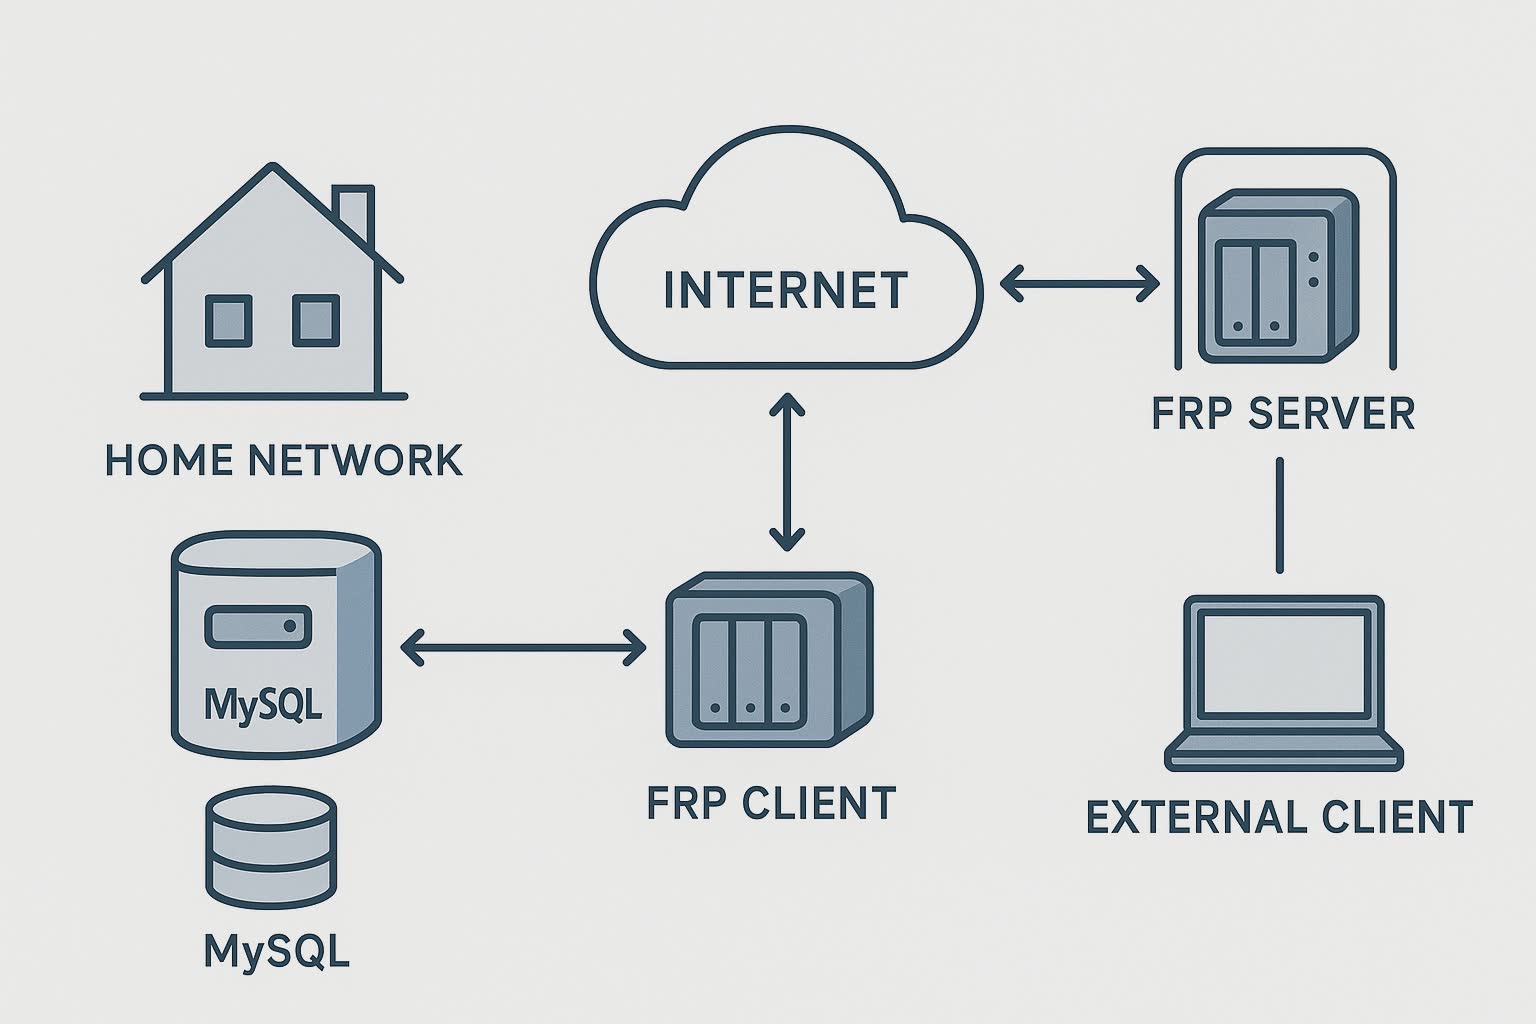 INTERNET
FRP SERVER
HOME NETWORK
MySQL
FRP CLIENT
EXTERNAL CLIENT
MySQL